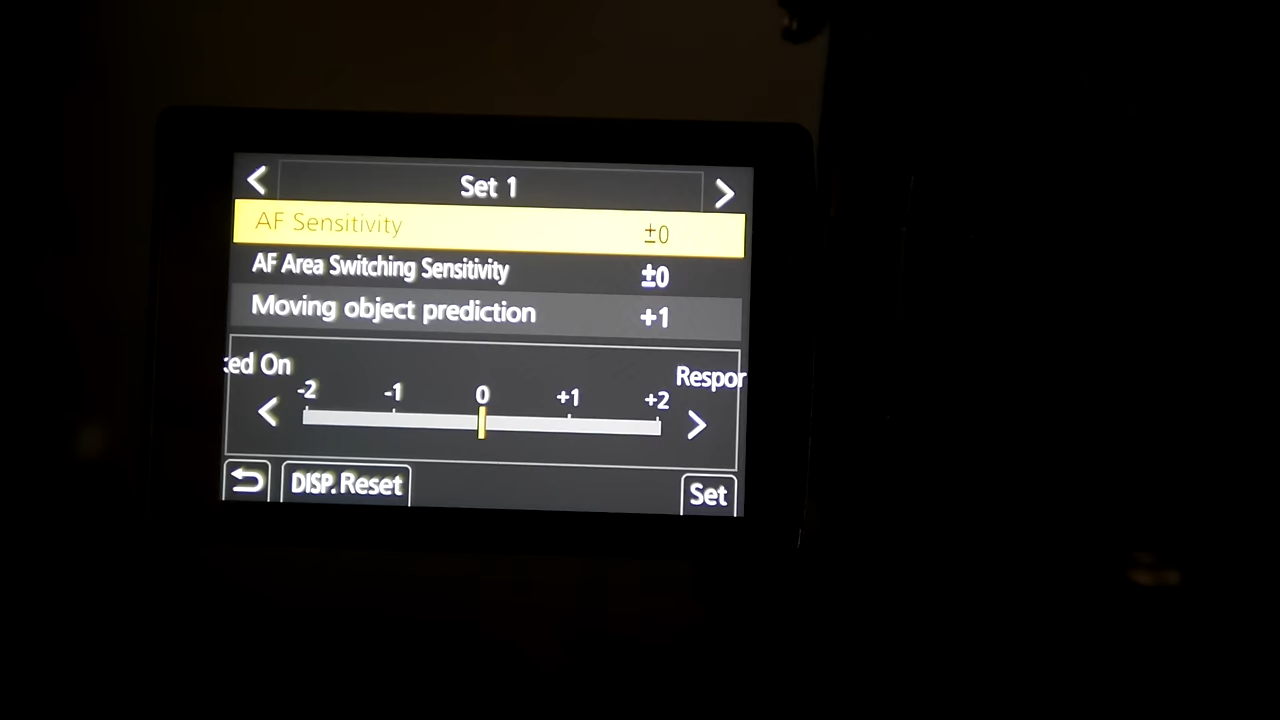 Set 1
AF Sensitivity ±0
AF Area Switching Sensitivity ±0
Moving object prediction +1
ked On Respor
-2 -1 0 +1 +2
DISP. Reset Set